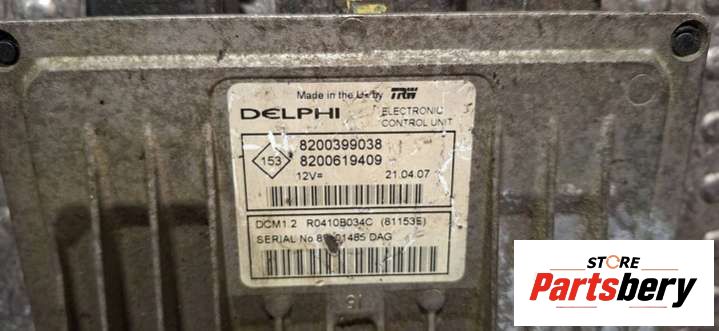 Made in the by TRW
DELPHI ELECTRONIC
CONTROL UNIT
8200399038
153
8200619409
12V= 21.04.07
DCM1.2 R0410B034C (81153E)
SERIAL No DAG
STORE
Partsbery